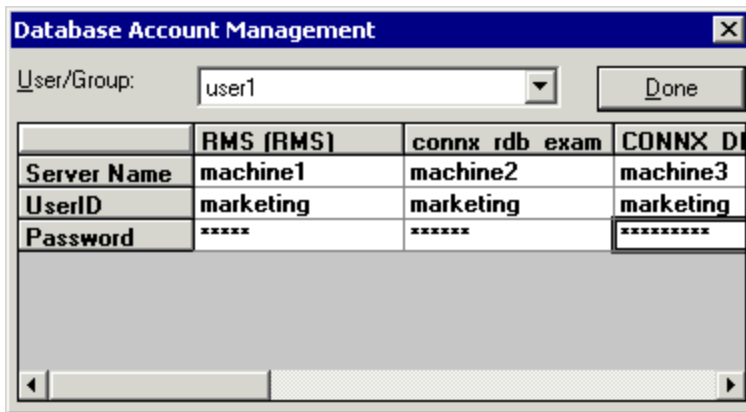 Database Account Management
User/Group: user1 Done
RMS (RMS) connx rdb exam CONNX
Server Name machine1 machine2 machine3
UserID marketing marketing marketing
Password ***** ****** *********